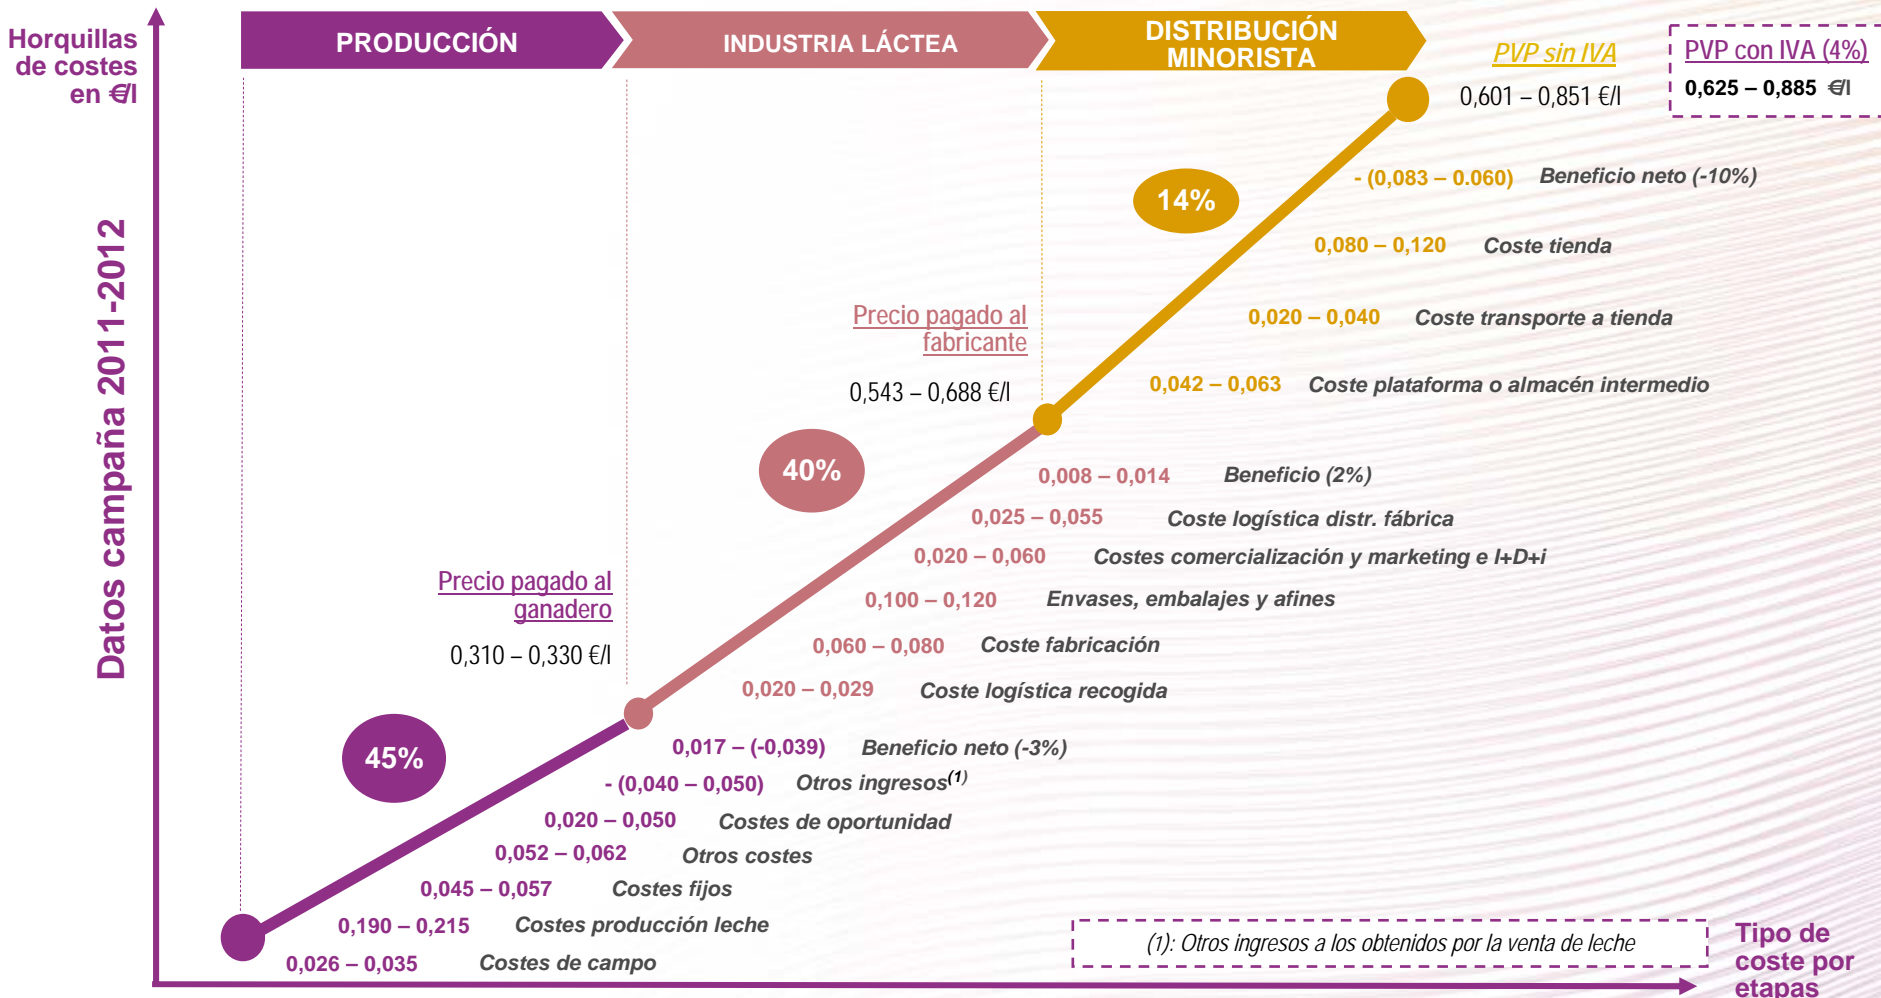 Horquillas
de costes
en €/l
PRODUCCIÓN
INDUSTRIA LÁCTEA
DISTRIBUCIÓN
MINORISTA
PVP sin IVA
0,601 – 0,851 €/l
PVP con IVA (4%)
0,625 – 0,885 €/l
Datos campaña 2011-2012
14%
- (0,083 – 0.060) Beneficio neto (-10%)
0,080 – 0,120 Coste tienda
0,020 – 0,040 Coste transporte a tienda
0,042 – 0,063 Coste plataforma o almacén intermedio
Precio pagado al
fabricante
0,543 – 0,688 €/l
40%
0,008 – 0,014 Beneficio (2%)
0,025 – 0,055 Coste logística distr. fábrica
0,020 – 0,060 Costes comercialización y marketing e I+D+i
0,100 – 0,120 Envases, embalajes y afines
0,060 – 0,080 Coste fabricación
0,020 – 0,029 Coste logística recogida
Precio pagado al
ganadero
0,310 – 0,330 €/l
45%
0,017 – (-0,039) Beneficio neto (-3%)
- (0,040 – 0,050) Otros ingresos(1)
0,020 – 0,050 Costes de oportunidad
0,052 – 0,062 Otros costes
0,045 – 0,057 Costes fijos
0,190 – 0,215 Costes producción leche
0,026 – 0,035 Costes de campo
(1): Otros ingresos a los obtenidos por la venta de leche
Tipo de
coste por
etapas